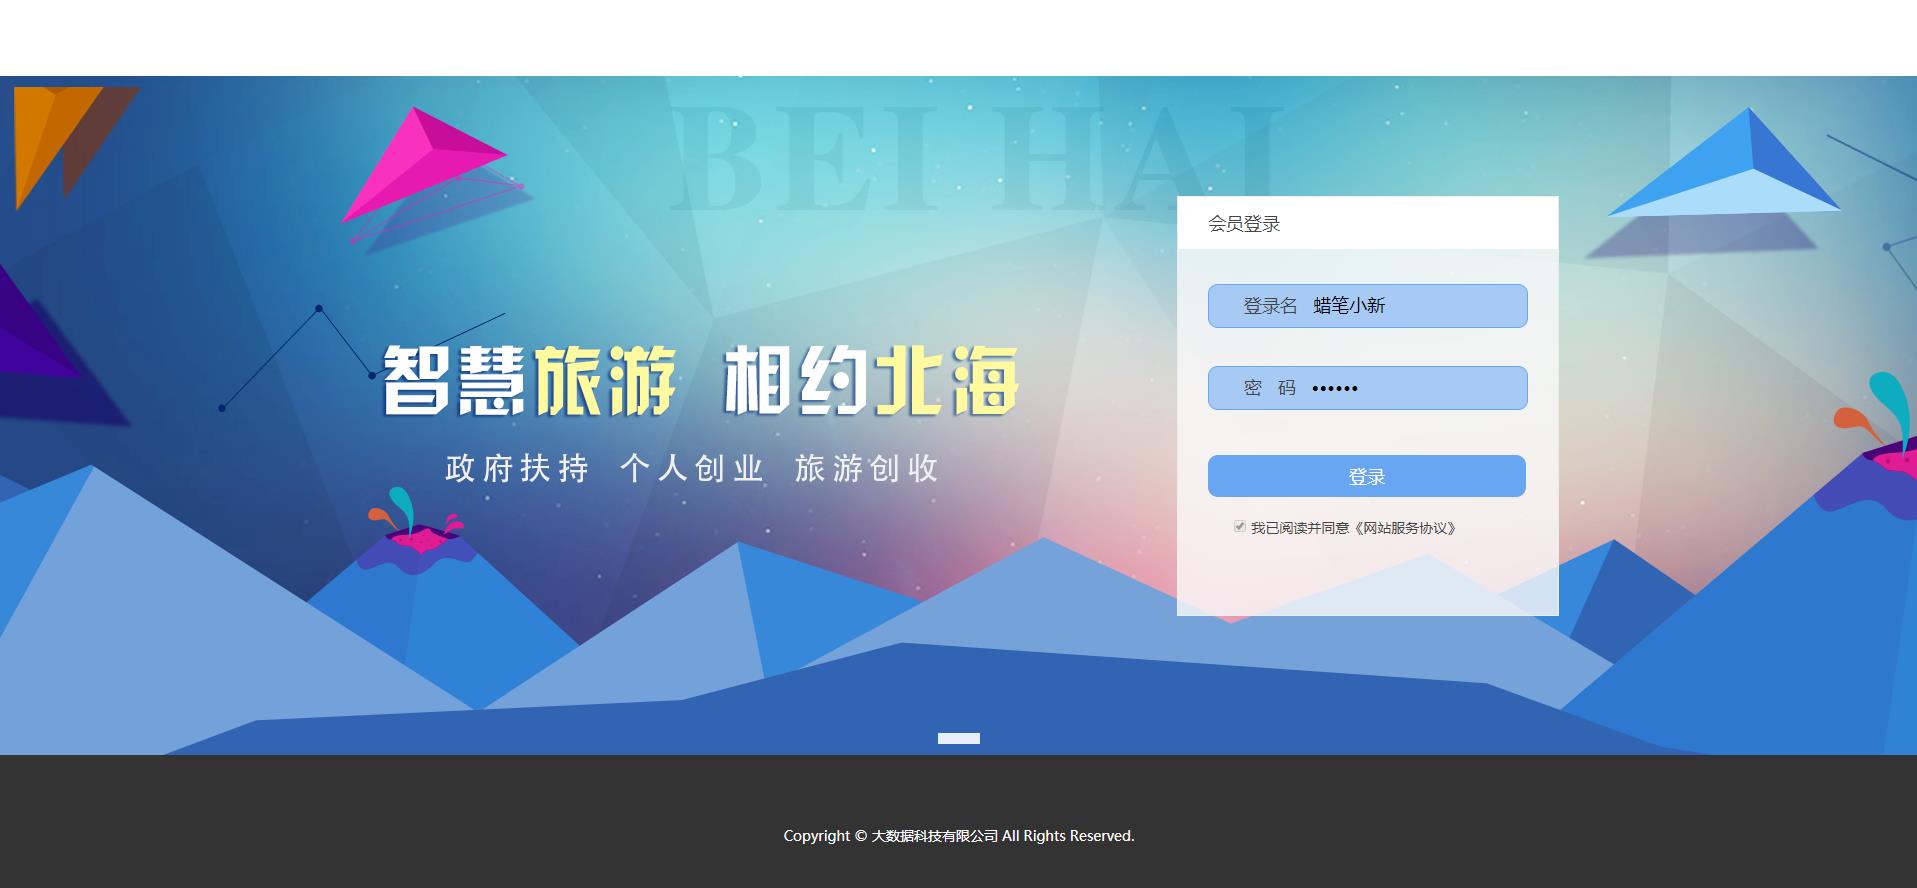 BEI HAI
会员登录
登录名 蜡笔小新
智慧旅游 相约北海
密 码 ••••••
政府扶持 个人创业 旅游创收
登录
我已阅读并同意《网站服务协议》
Copyright © 大数据科技有限公司 All Rights Reserved.